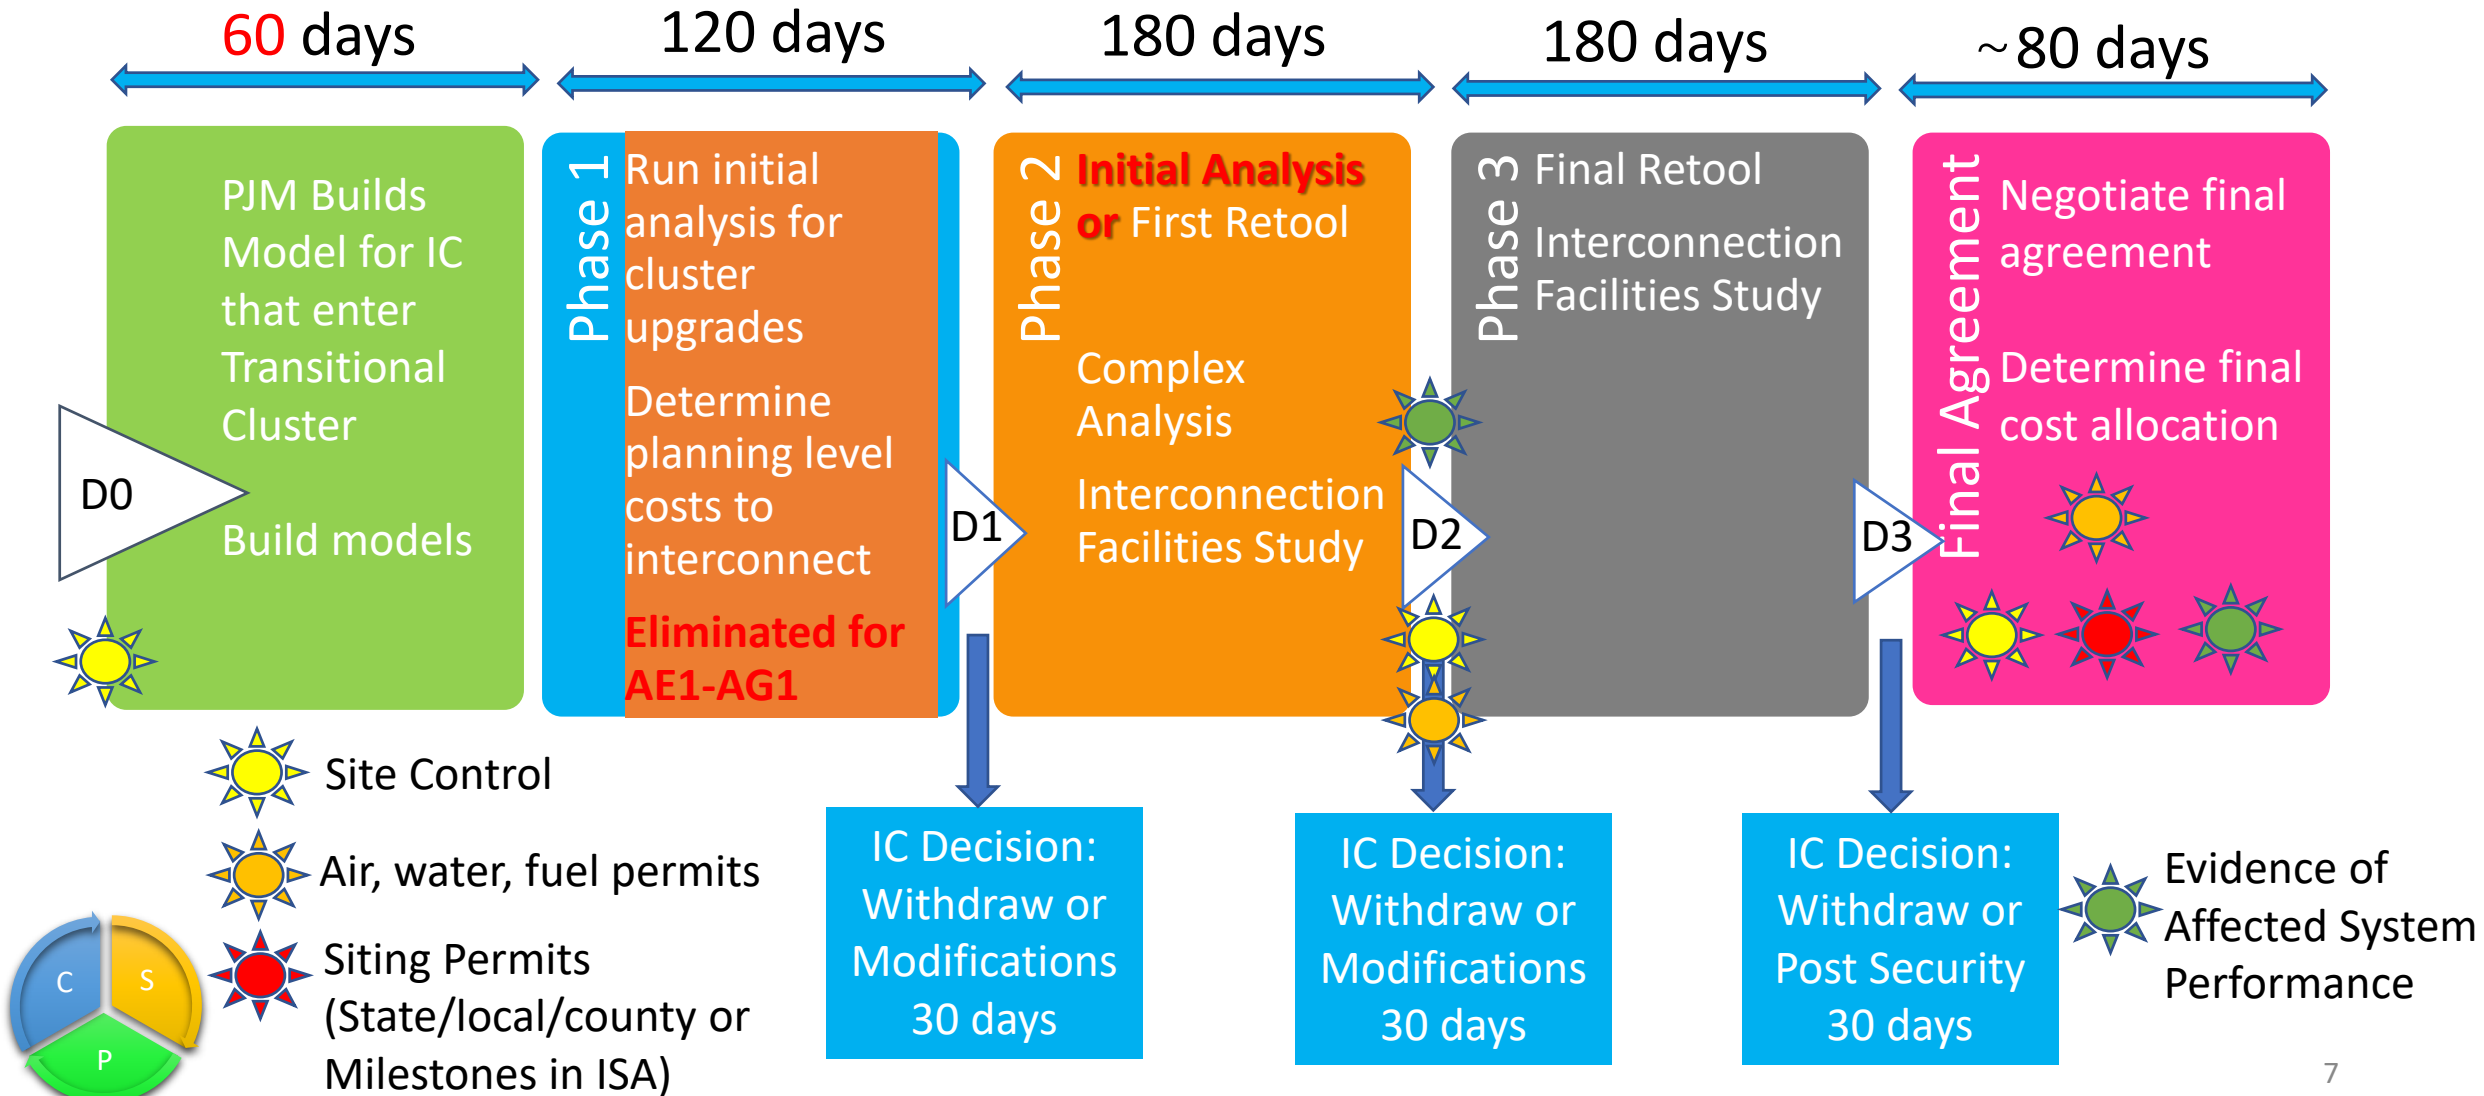 60 days
120 days
180 days
180 days
~80 days
PJM Builds
Model for IC
that enter
Transitional
Cluster
Build models
D0
Phase 1
Run initial
analysis for
cluster
upgrades
Determine
planning level
costs to
interconnect
Eliminated for
AE1-AG1
D1
Phase 2
Initial Analysis
or First Retool
Complex
Analysis
Interconnection
Facilities Study
D2
Phase 3
Final Retool
Interconnection
Facilities Study
D3
Final Agreement
Negotiate final
agreement
Determine final
cost allocation
Site Control
Air, water, fuel permits
Siting Permits
(State/local/county or
Milestones in ISA)
C
S
P
IC Decision:
Withdraw or
Modifications
30 days
IC Decision:
Withdraw or
Modifications
30 days
IC Decision:
Withdraw or
Post Security
30 days
Evidence of
Affected System
Performance
7